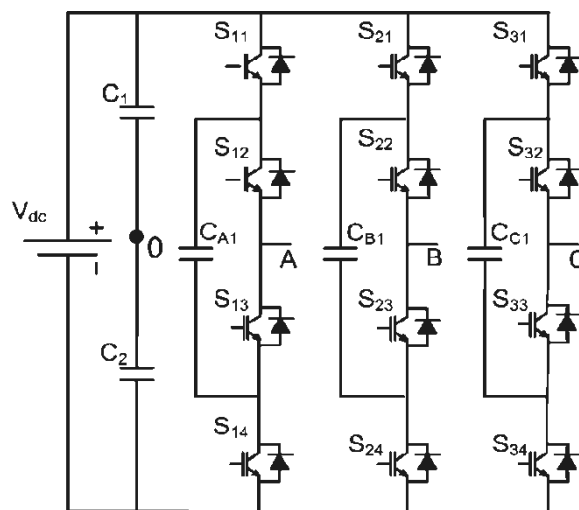 S11 S21 S31
C1
S12 S22 S32
Vdc + CA1 CB1 CC1
0 A B C
-
S13 S23 S33
C2
S14 S24 S34